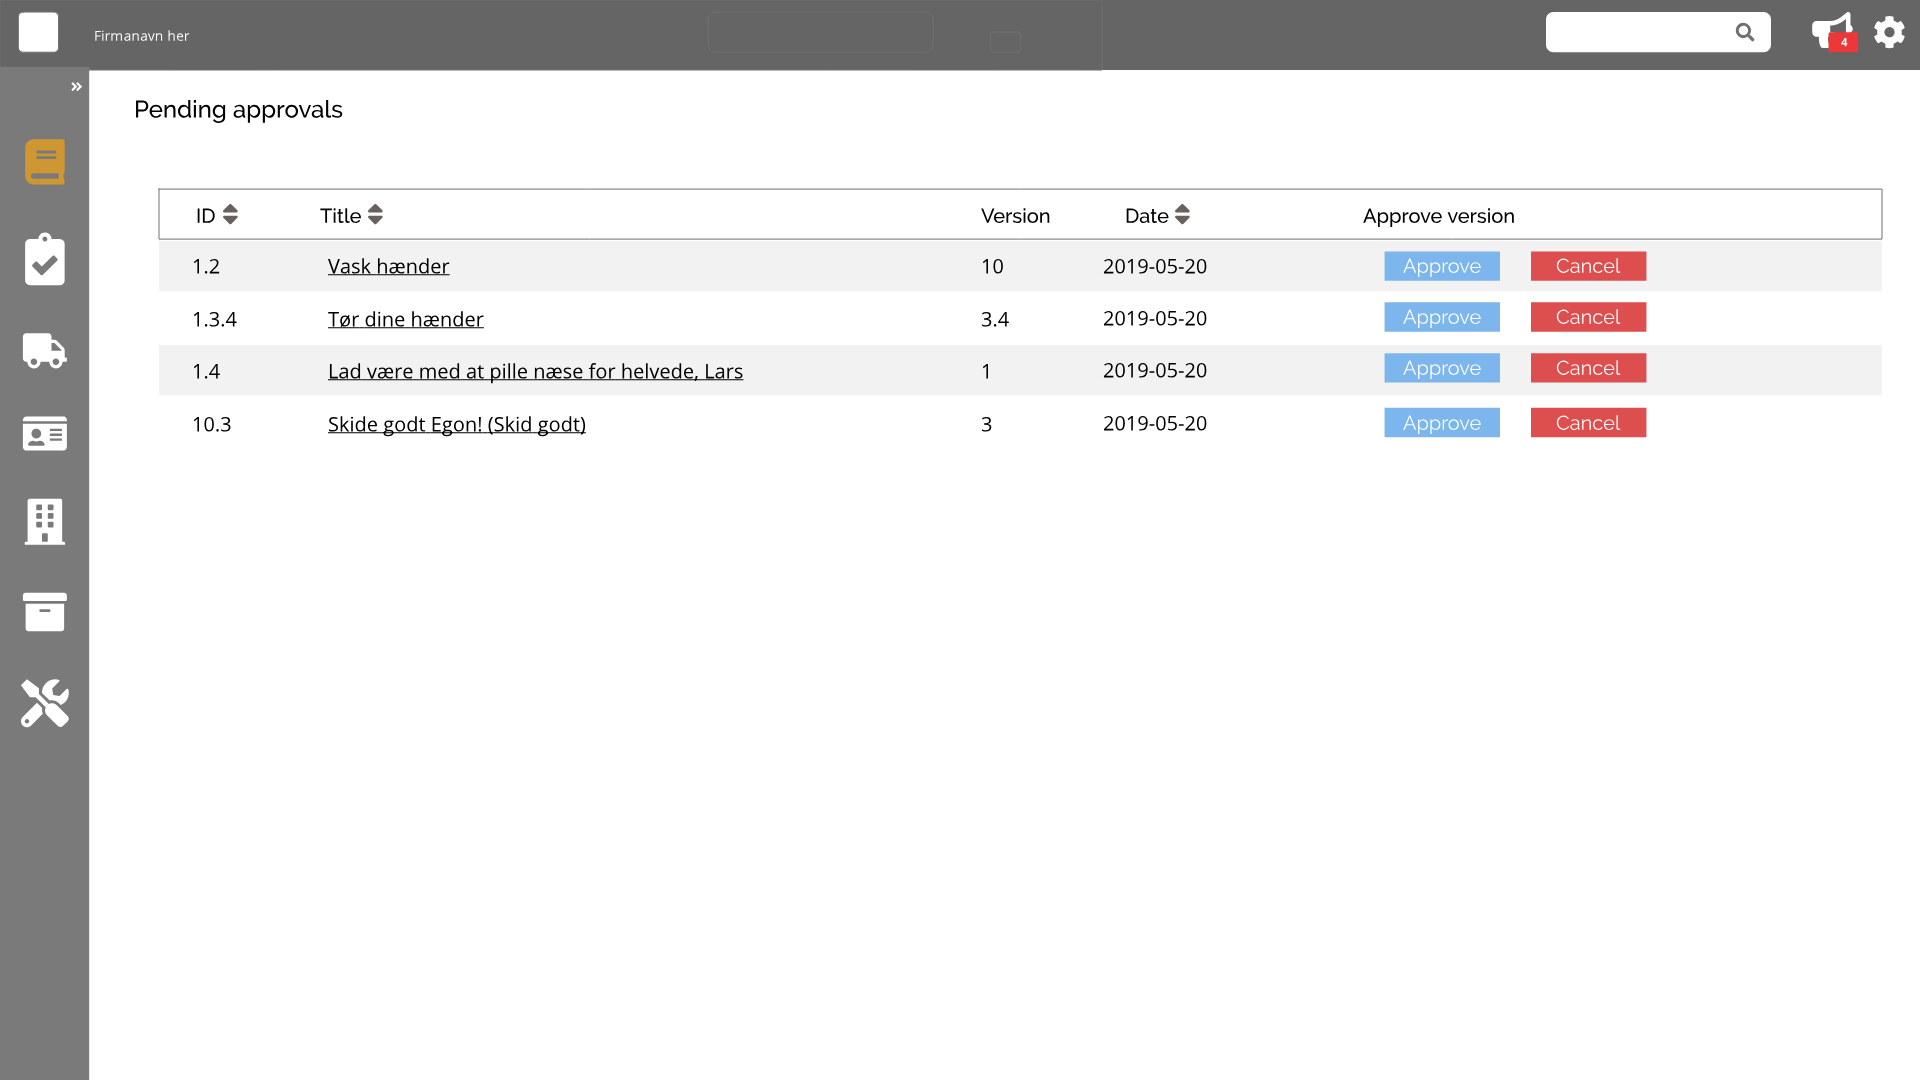 Firmanavn her
4
»
Pending approvals
ID Title Version Date Approve version
1.2 Vask hænder 10 2019-05-20 Approve Cancel
1.3.4 Tør dine hænder 3.4 2019-05-20 Approve Cancel
1.4 Lad være med at pille næse for helvede, Lars 1 2019-05-20 Approve Cancel
10.3 Skide godt Egon! (Skid godt) 3 2019-05-20 Approve Cancel